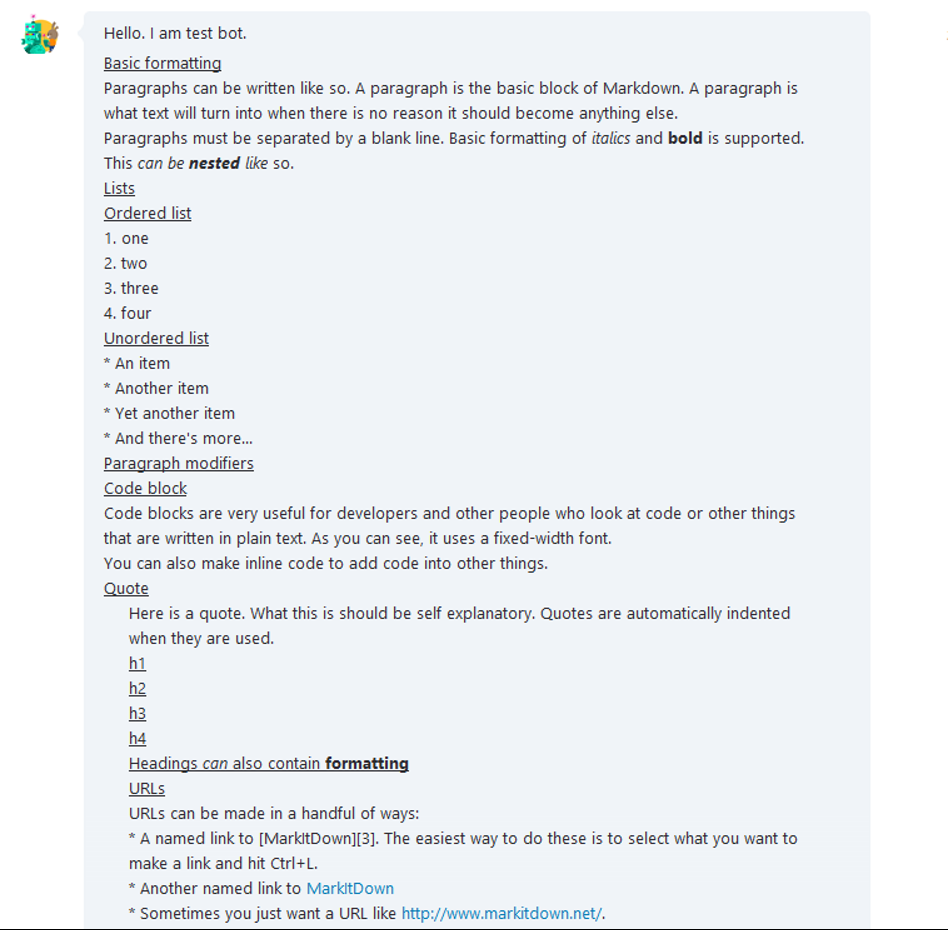 Hello. I am test bot.
Basic formatting
Paragraphs can be written like so. A paragraph is the basic block of Markdown. A paragraph is
what text will turn into when there is no reason it should become anything else.
Paragraphs must be separated by a blank line. Basic formatting of italics and bold is supported.
This can be nested like so.
Lists
Ordered list
1. one
2. two
3. three
4. four
Unordered list
* An item
* Another item
* Yet another item
* And there's more...
Paragraph modifiers
Code block
Code blocks are very useful for developers and other people who look at code or other things
that are written in plain text. As you can see, it uses a fixed-width font.
You can also make inline code to add code into other things.
Quote
Here is a quote. What this is should be self explanatory. Quotes are automatically indented
when they are used.
h1
h2
h3
h4
Headings can also contain formatting
URLs
URLs can be made in a handful of ways:
* A named link to [MarkItDown][3]. The easiest way to do these is to select what you want to
make a link and hit Ctrl+L.
* Another named link to MarkItDown
* Sometimes you just want a URL like http://www.markitdown.net/.